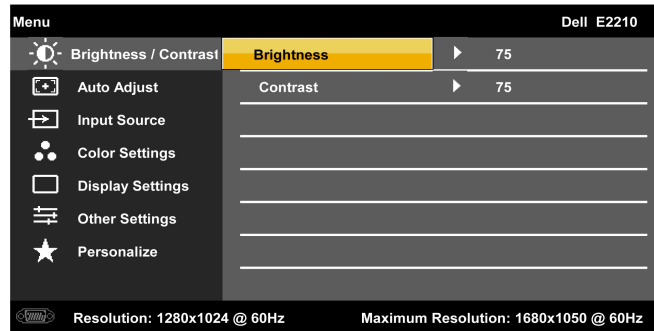 Menu Dell E2210
Brightness / Contrast Brightness 75
Auto Adjust Contrast 75
Input Source
Color Settings
Display Settings
Other Settings
Personalize
Resolution: 1280x1024 @ 60Hz Maximum Resolution: 1680x1050 @ 60Hz